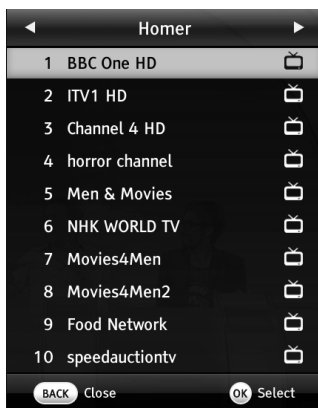 Homer
1 BBC One HD
2 ITV1 HD
3 Channel 4 HD
4 horror channel
5 Men & Movies
6 NHK WORLD TV
7 Movies4Men
8 Movies4Men2
9 Food Network
10 speedauctiontv
BACK Close OK Select